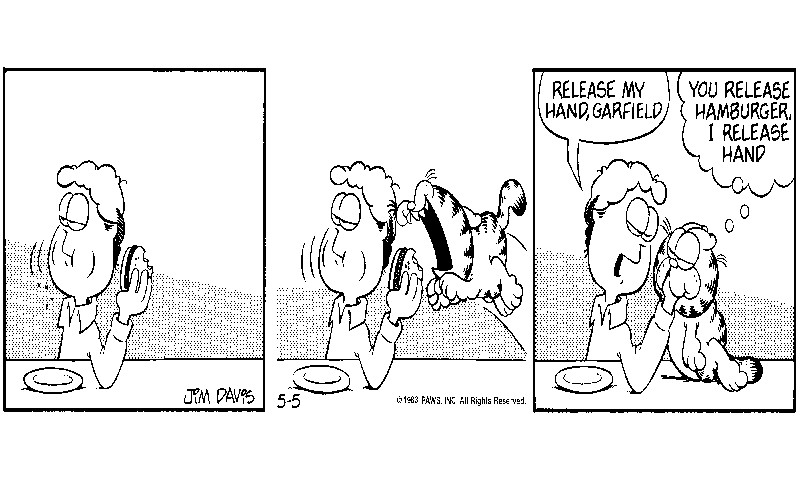 JIM DAVIS
5-5
© 1983 PAWS, INC. All Rights Reserved.
RELEASE MY
HAND, GARFIELD
YOU RELEASE
HAMBURGER,
I RELEASE
HAND